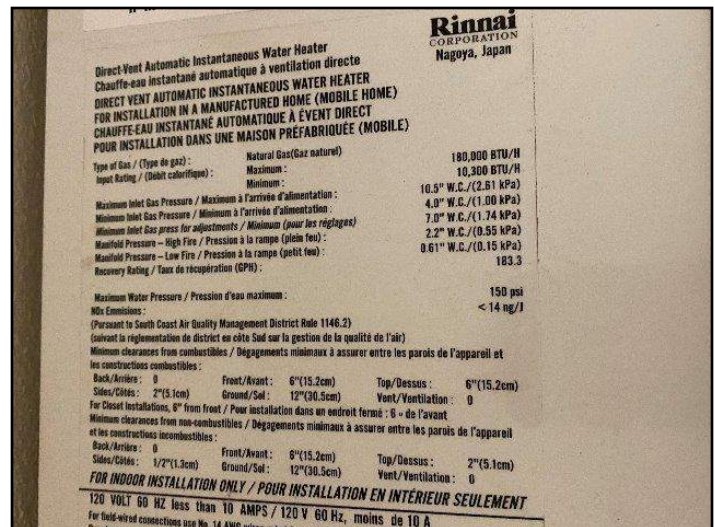 Rinnai
CORPORATION
Nagoya, Japan
Direct-Vent Automatic Instantaneous Water Heater
Chauffe-eau instantané automatique à ventilation directe
DIRECT VENT AUTOMATIC INSTANTANEOUS WATER HEATER
FOR INSTALLATION IN A MANUFACTURED HOME (MOBILE HOME)
CHAUFFE-EAU INSTANTANÉ AUTOMATIQUE À ÉVENT DIRECT
POUR INSTALLATION DANS UNE MAISON PRÉFABRIQUÉE (MOBILE)
Type of Gas / (Type de gaz) : Natural Gas(Gaz naturel)
Input Rating / (Débit calorifique) : Maximum : 180,000 BTU/H
Minimum : 10,300 BTU/H
Maximum Inlet Gas Pressure / Maximum à l'arrivée d'alimentation : 10.5" W.C./(2.61 kPa)
Minimum Inlet Gas Pressure / Minimum à l'arrivée d'alimentation : 4.0" W.C./(1.00 kPa)
Minimum Inlet Gas press for adjustments / Minimum (pour les réglages) 7.0" W.C./(1.74 kPa)
Manifold Pressure – High Fire / Pression à la rampe (plein feu) : 2.2" W.C./(0.55 kPa)
Manifold Pressure – Low Fire / Pression à la rampe (petit feu) : 0.61" W.C./(0.15 kPa)
Recovery Rating / Taux de récupération (GPH) : 183.3
Maximum Water Pressure / Pression d'eau maximum : 150 psi
NOx Emmisions : < 14 ng/J
(Pursuant to South Coast Air Quality Management District Rule 1146.2)
(suivant la réglementation de district en côte Sud sur la gestion de la qualité de l'air)
Minimum clearances from combustibles / Dégagements minimaux à assurer entre les parois de l'appareil et
les constructions combustibles :
Back/Arrière : 0 Front/Avant : 6"(15.2cm) Top/Dessus : 6"(15.2cm)
Sides/Côtés : 2"(5.1cm) Ground/Sol : 12"(30.5cm) Vent/Ventilation : 0
For Closet Installations, 6" from front / Pour installation dans un endroit fermé : 6 " de l'avant
Minimum clearances from non-combustibles / Dégagements minimaux à assurer entre les parois de l'appareil
et les constructions incombustibles :
Back/Arrière : 0 Front/Avant : 6"(15.2cm) Top/Dessus : 2"(5.1cm)
Sides/Côtés : 1/2"(1.3cm) Ground/Sol : 12"(30.5cm) Vent/Ventilation : 0
FOR INDOOR INSTALLATION ONLY / POUR INSTALLATION EN INTÉRIEUR SEULEMENT
120 VOLT 60 HZ less than 10 AMPS / 120 V 60 Hz, moins de 10 A
For field-wired connections use No. 14 AWG